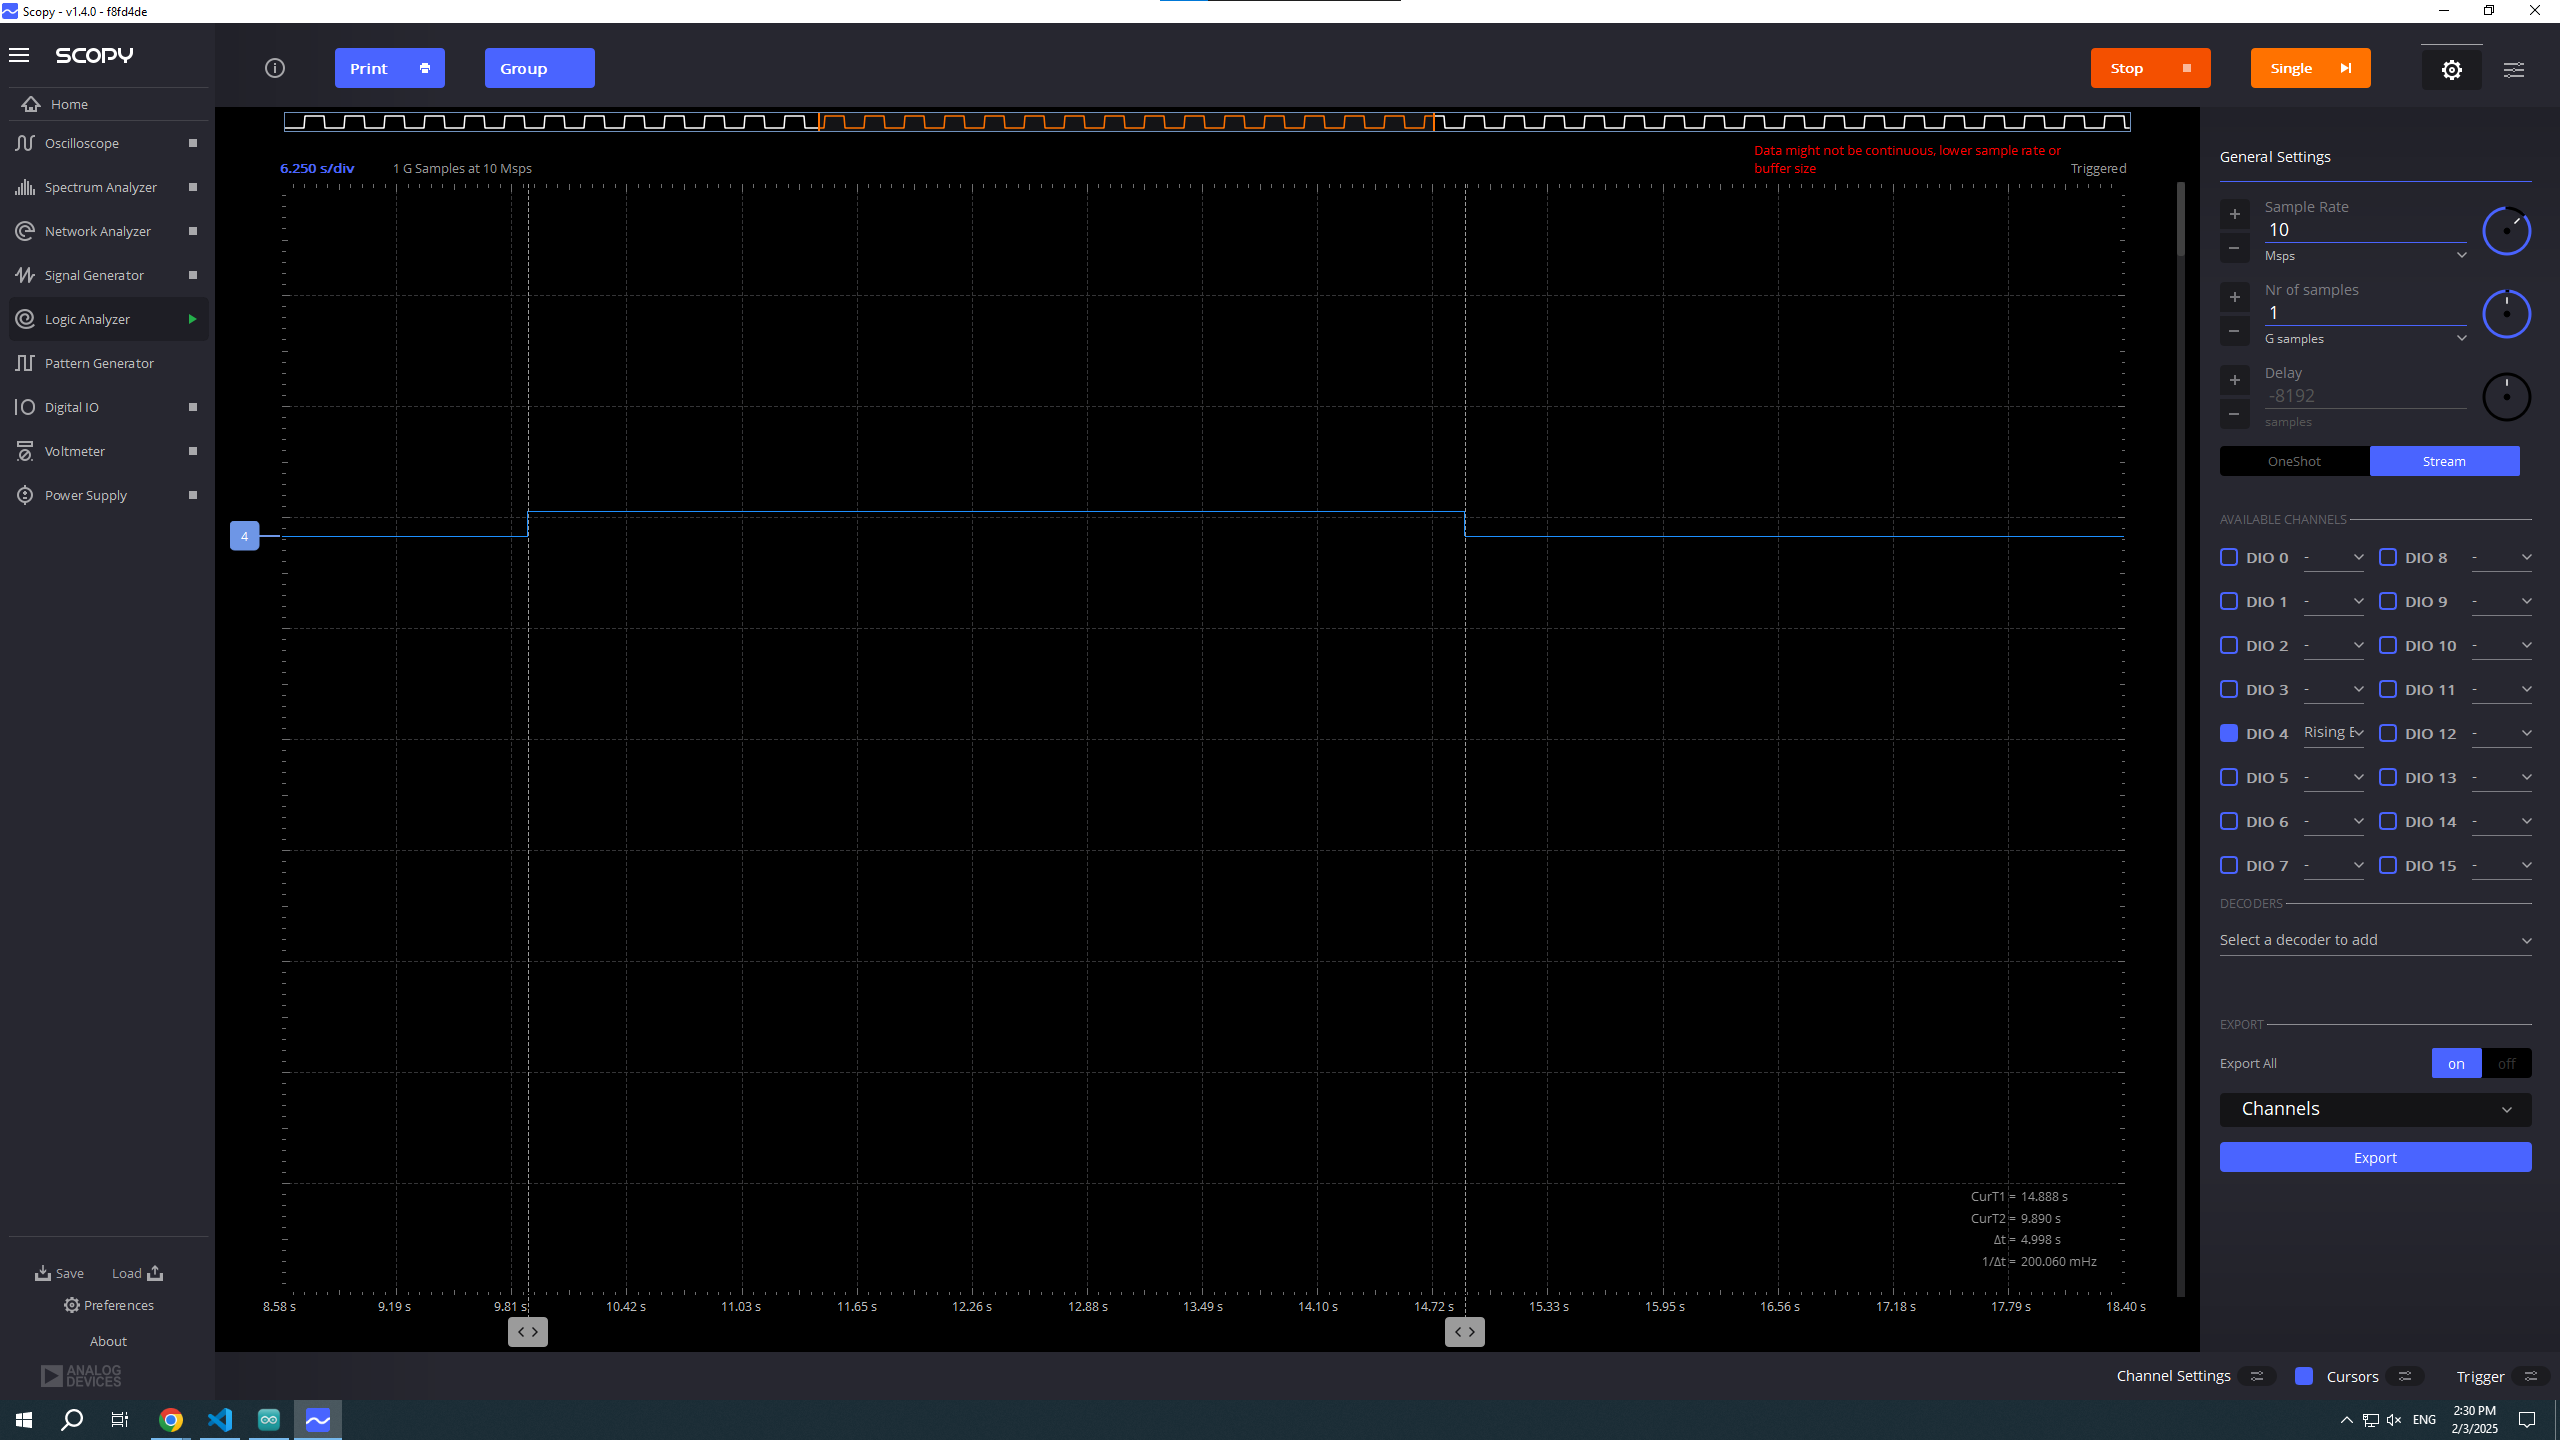 Scopy - v1.4.0 - f8fd4de
SCOPY
Print
Group
Stop
Single
Home
Oscilloscope
Spectrum Analyzer
Network Analyzer
Signal Generator
Logic Analyzer
Pattern Generator
Digital IO
Voltmeter
Power Supply
6.250 s/div
1 G Samples at 10 Msps
Data might not be continuous, lower sample rate or
buffer size
Triggered
4
CurT1 = 14.888 s
CurT2 = 9.890 s
Δt = 4.998 s
1/Δt = 200.060 mHz
8.58 s 9.19 s 9.81 s 10.42 s 11.03 s 11.65 s 12.26 s 12.88 s 13.49 s 14.10 s 14.72 s 15.33 s 15.95 s 16.56 s 17.18 s 17.79 s 18.40 s
General Settings
+
Sample Rate
10
-
Msps
+
Nr of samples
1
-
G samples
+
Delay
-8192
-
samples
OneShot Stream
AVAILABLE CHANNELS
DIO 0 - DIO 8 -
DIO 1 - DIO 9 -
DIO 2 - DIO 10 -
DIO 3 - DIO 11 -
DIO 4 Rising E DIO 12 -
DIO 5 - DIO 13 -
DIO 6 - DIO 14 -
DIO 7 - DIO 15 -
DECODERS
Select a decoder to add
EXPORT
Export All on off
Channels
Export
Save Load
Preferences
About
ANALOG
DEVICES
Channel Settings Cursors Trigger
ENG
2:30 PM
2/3/2025